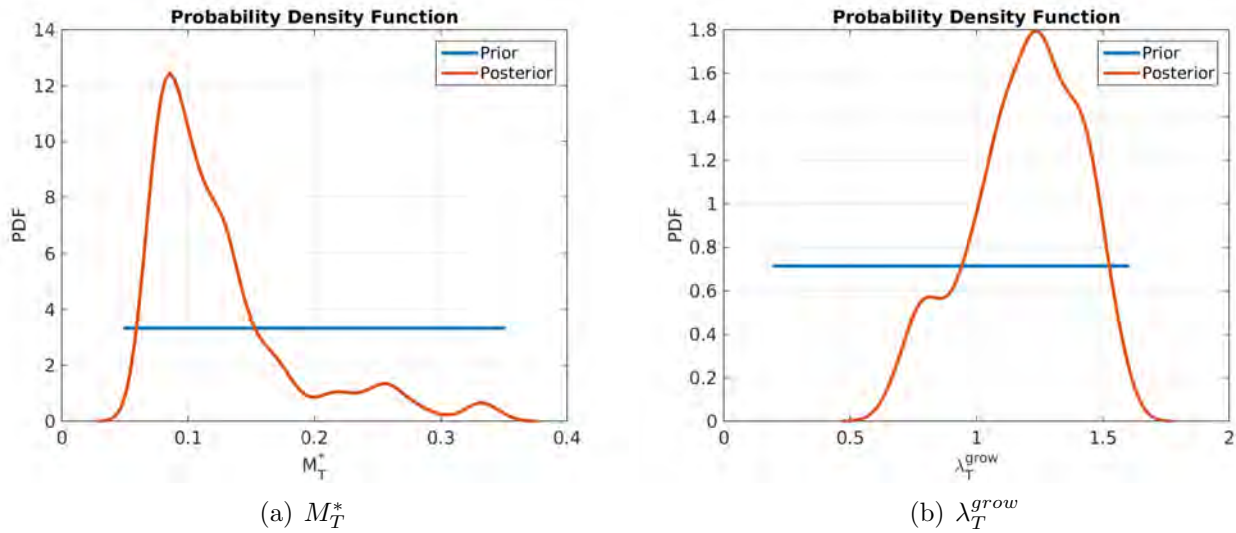 Probability Density Function
14
12
10
8
6
4
2
0
PDF
Prior
Posterior
0 0.1 0.2 0.3 0.4
M*T
(a) M*T
Probability Density Function
1.8
1.6
1.4
1.2
1
0.8
0.6
0.4
0.2
0
PDF
Prior
Posterior
0 0.5 1 1.5 2
λTgrow
(b) λTgrow